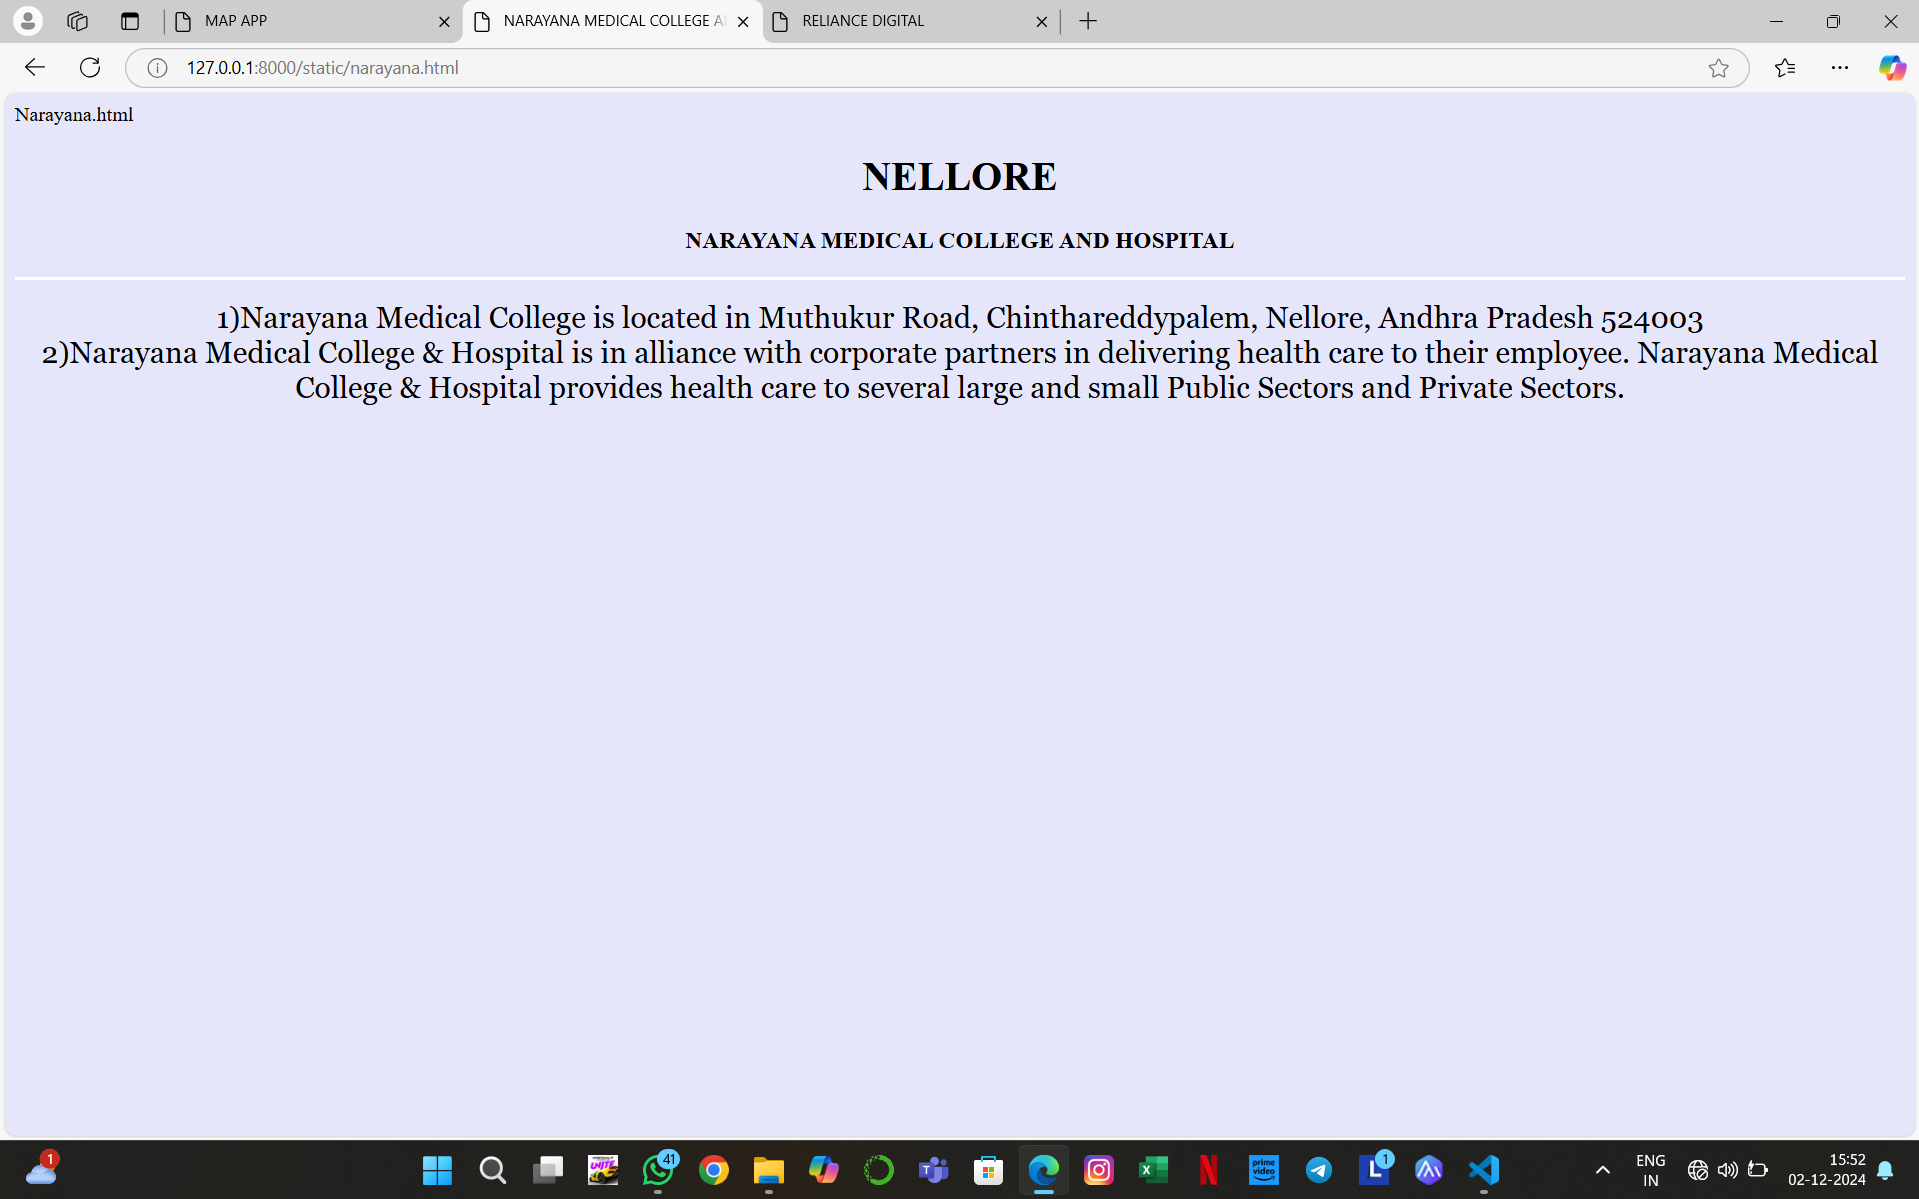 MAP APP
NARAYANA MEDICAL COLLEGE A
RELIANCE DIGITAL
127.0.0.1:8000/static/narayana.html
Narayana.html
NELLORE
NARAYANA MEDICAL COLLEGE AND HOSPITAL
1)Narayana Medical College is located in Muthukur Road, Chinthareddypalem, Nellore, Andhra Pradesh 524003
2)Narayana Medical College & Hospital is in alliance with corporate partners in delivering health care to their employee. Narayana Medical
College & Hospital provides health care to several large and small Public Sectors and Private Sectors.
1
UNITE
41
prime video
L
1
ENG
IN
15:52
02-12-2024